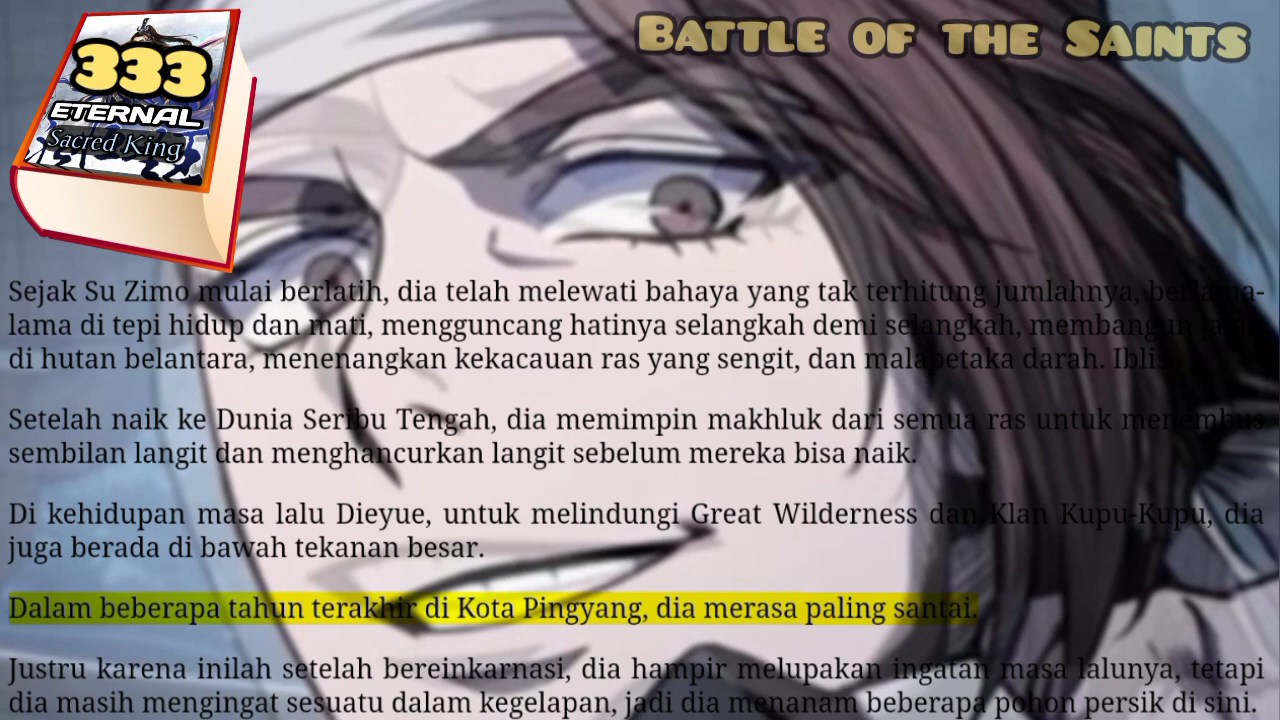 BATTLE OF THE SAINTS
333
ETERNAL
Sacred King
Sejak Su Zimo mulai berlatih, dia telah melewati bahaya yang tak terhitung jumlahnya, berlama-
lama di tepi hidup dan mati, mengguncang hatinya selangkah demi selangkah, membangun
di hutan belantara, menenangkan kekacauan ras yang sengit, dan malapetaka darah. Iblis
Setelah naik ke Dunia Seribu Tengah, dia memimpin makhluk dari semua ras untuk menembus
sembilan langit dan menghancurkan langit sebelum mereka bisa naik.
Di kehidupan masa lalu Dieyue, untuk melindungi Great Wilderness dan Klan Kupu-Kupu, dia
juga berada di bawah tekanan besar.
Dalam beberapa tahun terakhir di Kota Pingyang, dia merasa paling santai.
Justru karena inilah setelah bereinkarnasi, dia hampir melupakan ingatan masa lalunya, tetapi
dia masih mengingat sesuatu dalam kegelapan, jadi dia menanam beberapa pohon persik di sini.